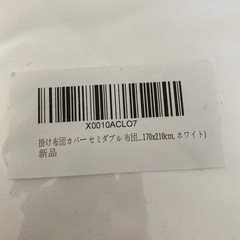 X0010ACLO7
掛け布団カバー セミダブル 布団...170x210cm, ホワイト)
新品